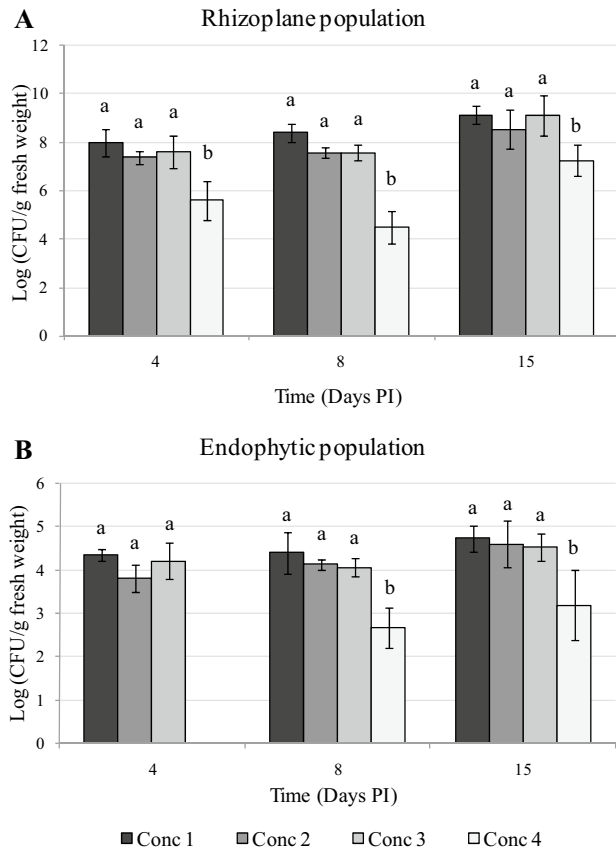 A
Rhizoplane population
Log (CFU/g fresh weight)
12
10
8
6
4
2
0
a a a b
a a a b
a a a b
4 8 15
Time (Days PI)
B
Endophytic population
Log (CFU/g fresh weight)
6
5
4
3
2
1
0
a a a
a a a b
a a a b
4 8 15
Time (Days PI)
Conc 1 Conc 2 Conc 3 Conc 4